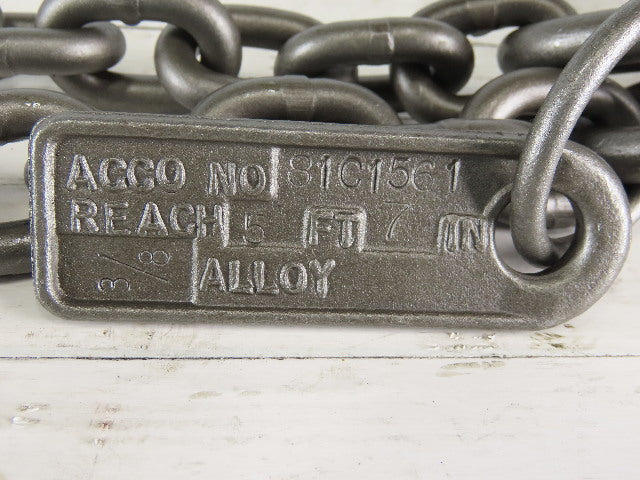 ACCO NO 81C1561
REACH 5 FT 7 IN
3/8 ALLOY